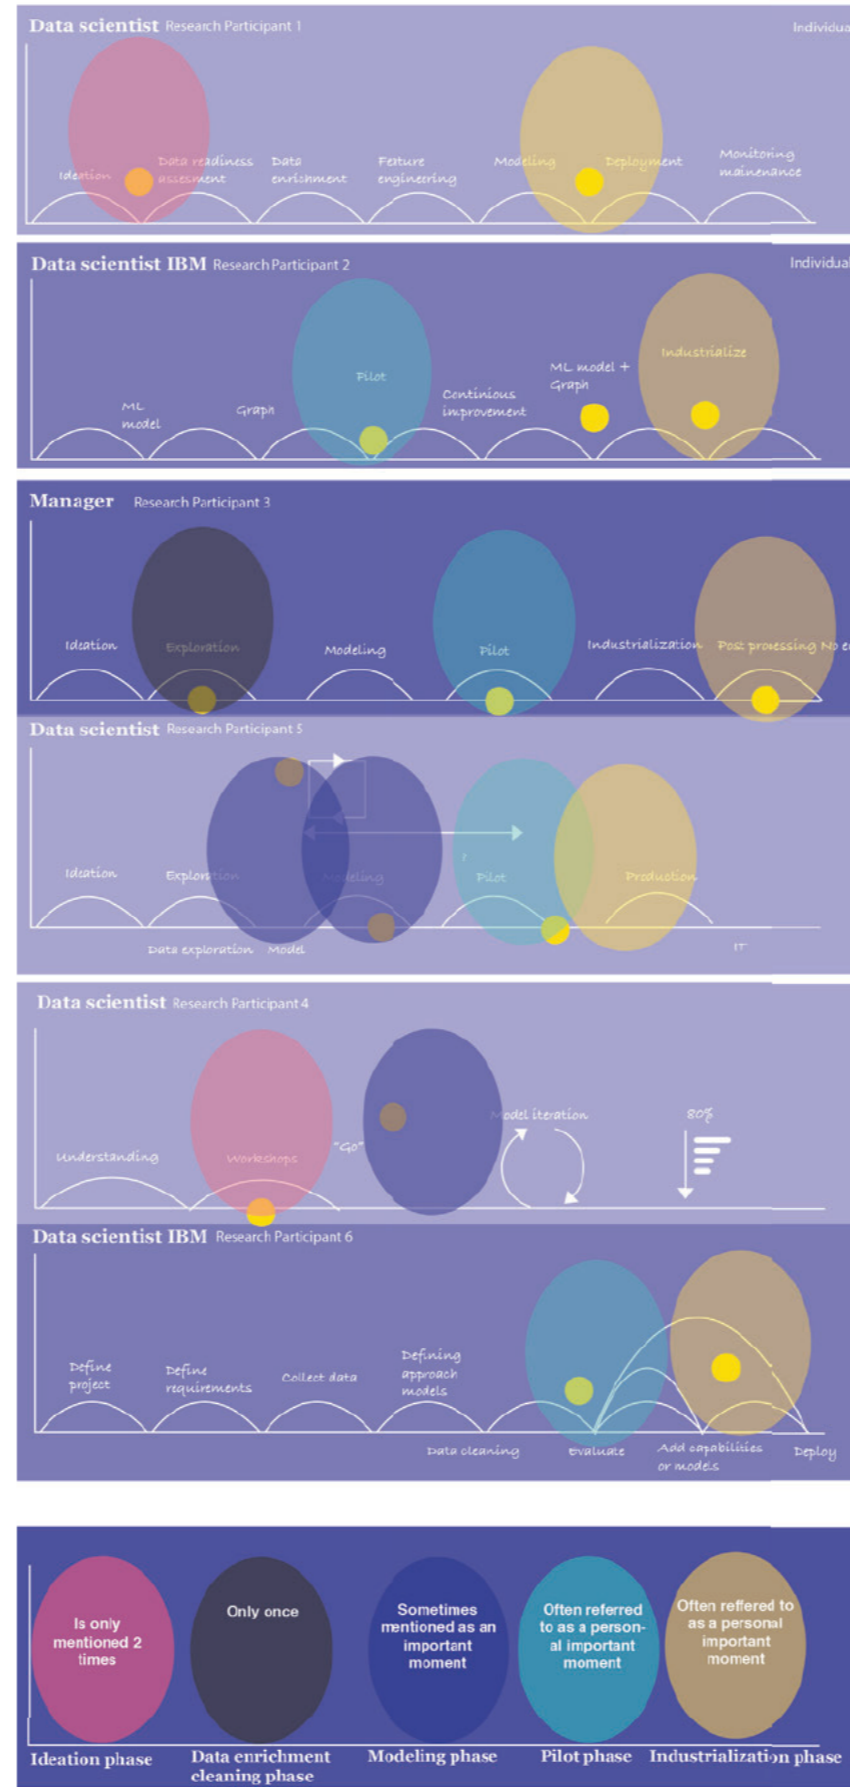 Data scientist Research Participant 1
Individua
Ideation
Data readiness
assesment
Data
enrichment
Feature
engineering
Modeling
Deployment
Monitoring
mainenance
Data scientist IBM Research Participant 2
Individual
ML
model
Graph
Pilot
Continious
improvement
ML model +
Graph
Industrialize
Manager Research Participant 3
Ideation
Exploration
Modeling
Pilot
Industrialization
Post processing No e
Data scientist Research Participant 5
Ideation
Exploration
Modeling
?
Pilot
Production
Data exploration
Model
IT
Data scientist Research Participant 4
Understanding
Workshops
"Go"
Model iteration
80%
Data scientist IBM Research Participant 6
Define
project
Define
requirements
Collect data
Defining
approach
models
Data cleaning
Evaluate
Add capabilities
or models
Deploy
Is only
mentioned 2
times
Only once
Sometimes
mentioned as an
important
moment
Often referred
to as a person-
al important
moment
Often reffered to
as a personal
important
moment
Ideation phase
Data enrichment
cleaning phase
Modeling phase
Pilot phase
Industrialization phase